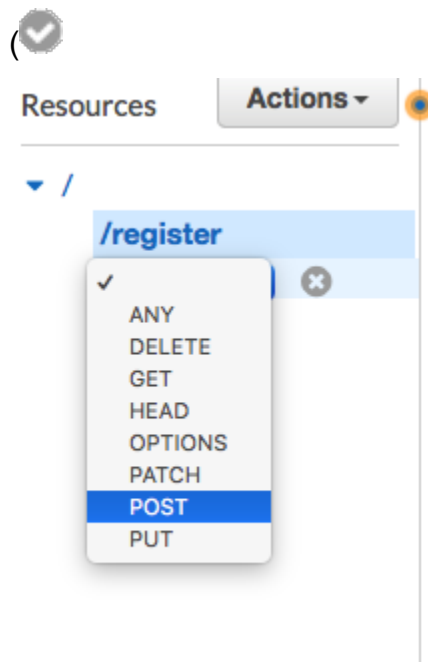 (
Resources
Actions
/
/register
ANY
DELETE
GET
HEAD
OPTIONS
PATCH
POST
PUT